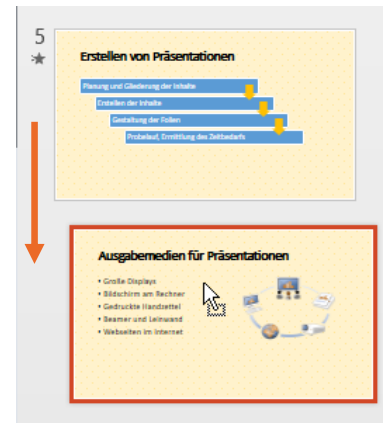 5
Erstellen von Präsentationen
Planung und Gliederung der Inhalte
Erstellen der Inhalte
Gestaltung der Folien
Probelauf, Ermittlung des Zeitbedarfs
Ausgabemedien für Präsentationen
• Große Displays
• Bildschirm am Rechner
• Gedruckte Handzettel
• Beamer und Leinwand
• Webseiten im Internet